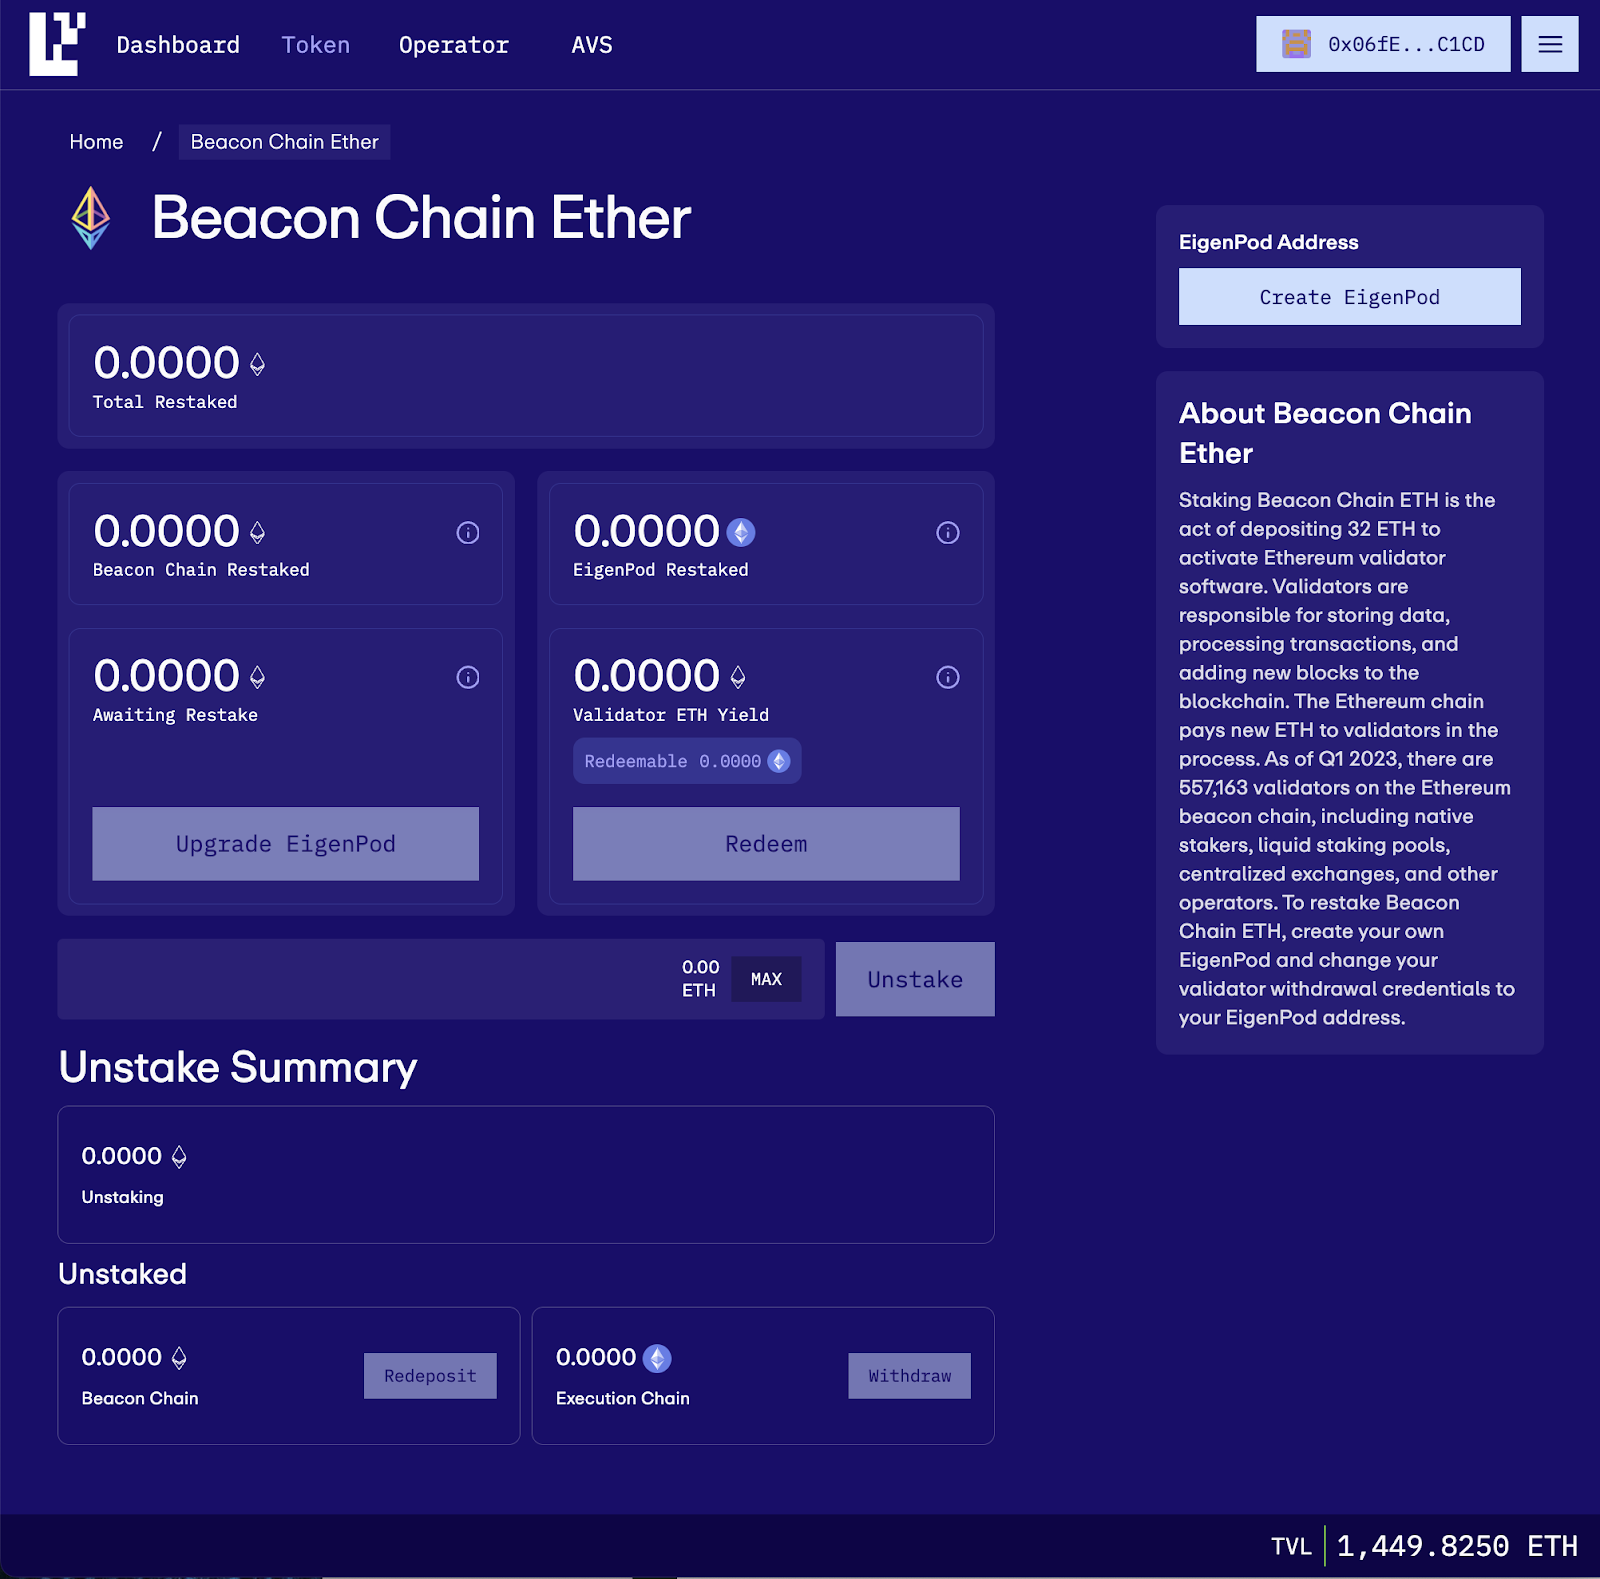 Dashboard Token Operator AVS 0x06fE...C1CD
Home / Beacon Chain Ether
Beacon Chain Ether
0.0000
Total Restaked
0.0000
Beacon Chain Restaked
0.0000
EigenPod Restaked
0.0000
Awaiting Restake
Upgrade EigenPod
0.0000
Validator ETH Yield
Redeemable 0.0000
Redeem
0.00
ETH
MAX
Unstake
Unstake Summary
0.0000
Unstaking
Unstaked
0.0000
Beacon Chain
Redeposit
0.0000
Execution Chain
Withdraw
EigenPod Address
Create EigenPod
About Beacon Chain
Ether
Staking Beacon Chain ETH is the
act of depositing 32 ETH to
activate Ethereum validator
software. Validators are
responsible for storing data,
processing transactions, and
adding new blocks to the
blockchain. The Ethereum chain
pays new ETH to validators in the
process. As of Q1 2023, there are
557,163 validators on the Ethereum
beacon chain, including native
stakers, liquid staking pools,
centralized exchanges, and other
operators. To restake Beacon
Chain ETH, create your own
EigenPod and change your
validator withdrawal credentials to
your EigenPod address.
TVL 1,449.8250 ETH